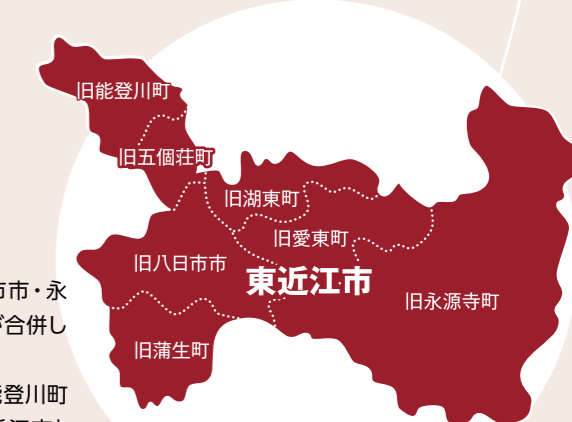 旧能登川町
旧五個荘町
旧湖東町
旧愛東町
旧八日市市
東近江市
旧永源寺町
旧蒲生町
市市・永
が合併し
能登川町